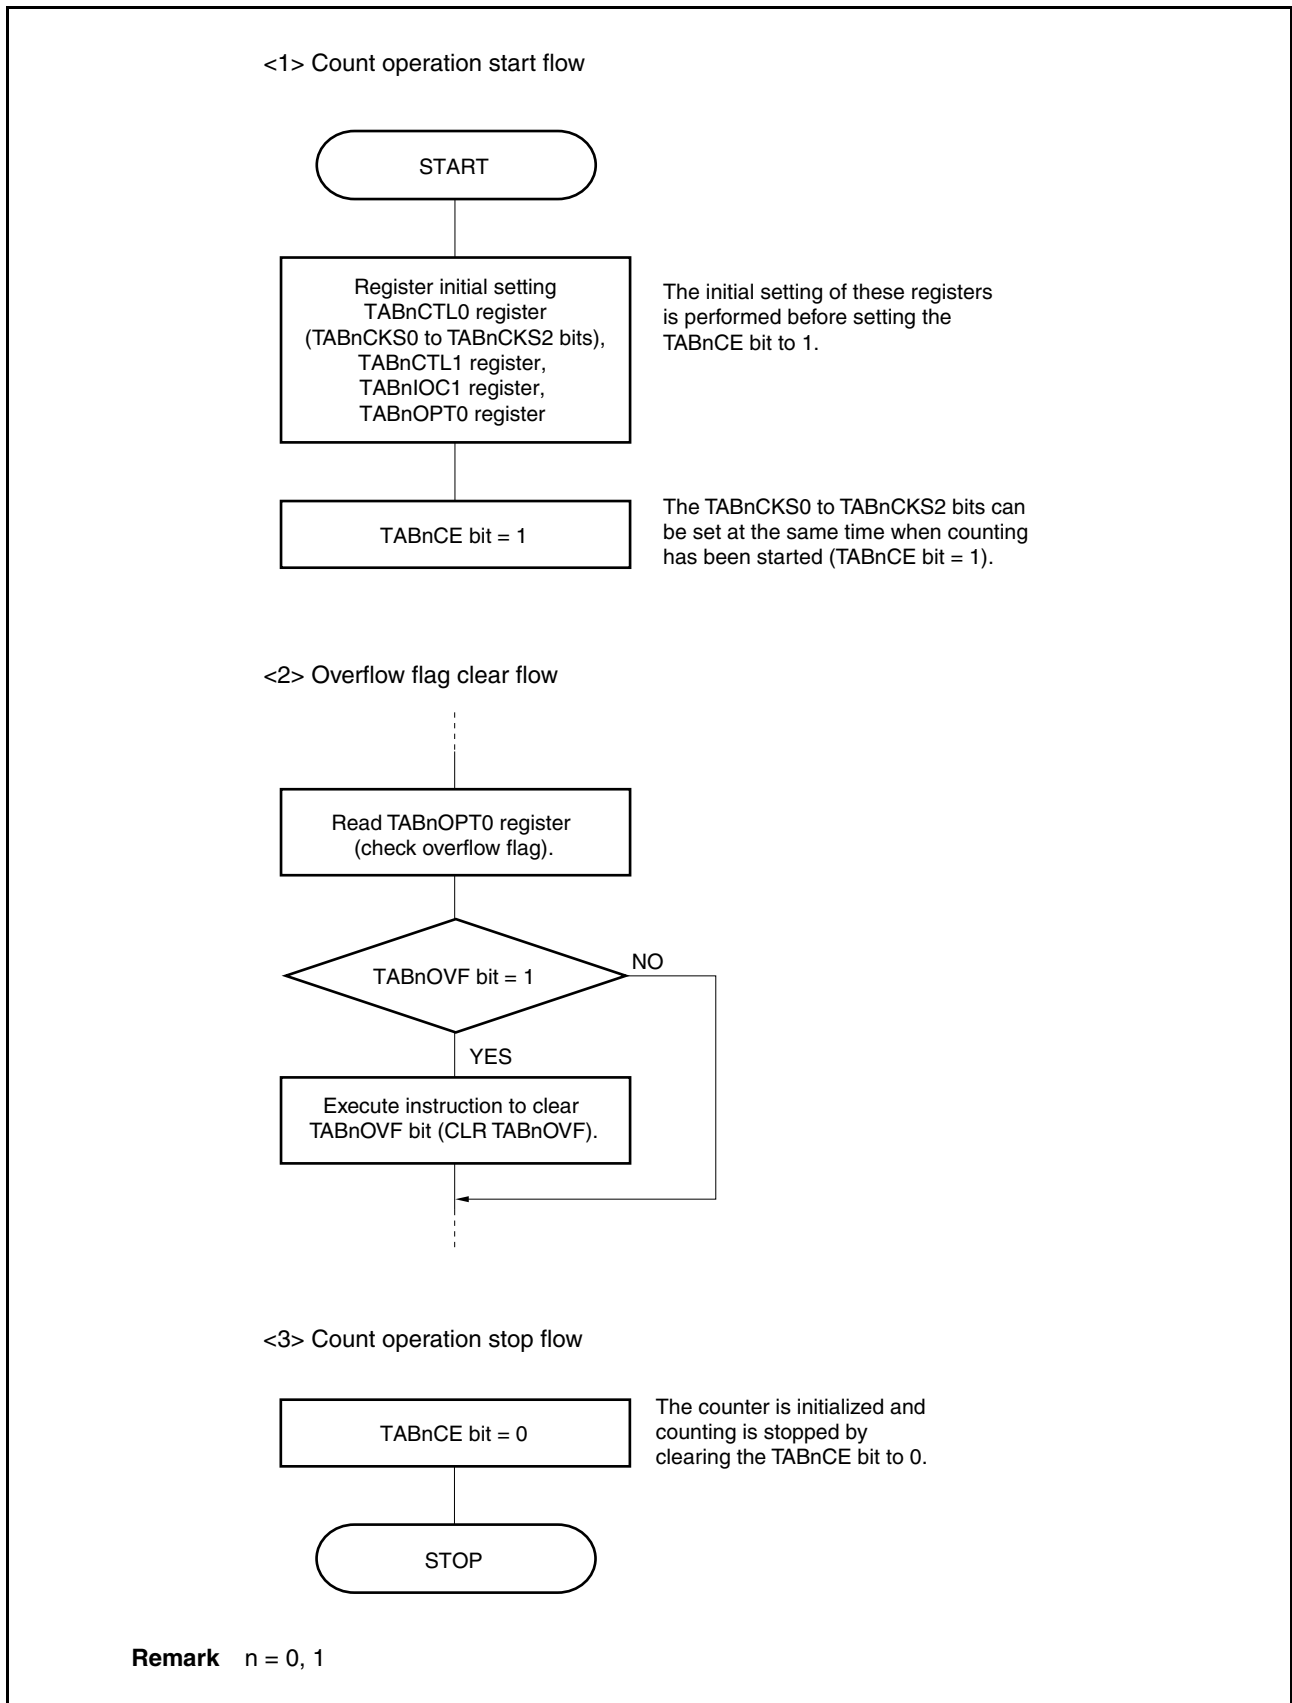 <1> Count operation start flow
START
Register initial setting
TABnCTL0 register
(TABnCKS0 to TABnCKS2 bits),
TABnCTL1 register,
TABnIOC1 register,
TABnOPT0 register
The initial setting of these registers
is performed before setting the
TABnCE bit to 1.
TABnCE bit = 1
The TABnCKS0 to TABnCKS2 bits can
be set at the same time when counting
has been started (TABnCE bit = 1).
<2> Overflow flag clear flow
Read TABnOPT0 register
(check overflow flag).
TABnOVF bit = 1
NO
YES
Execute instruction to clear
TABnOVF bit (CLR TABnOVF).
<3> Count operation stop flow
TABnCE bit = 0
The counter is initialized and
counting is stopped by
clearing the TABnCE bit to 0.
STOP
Remark n = 0, 1